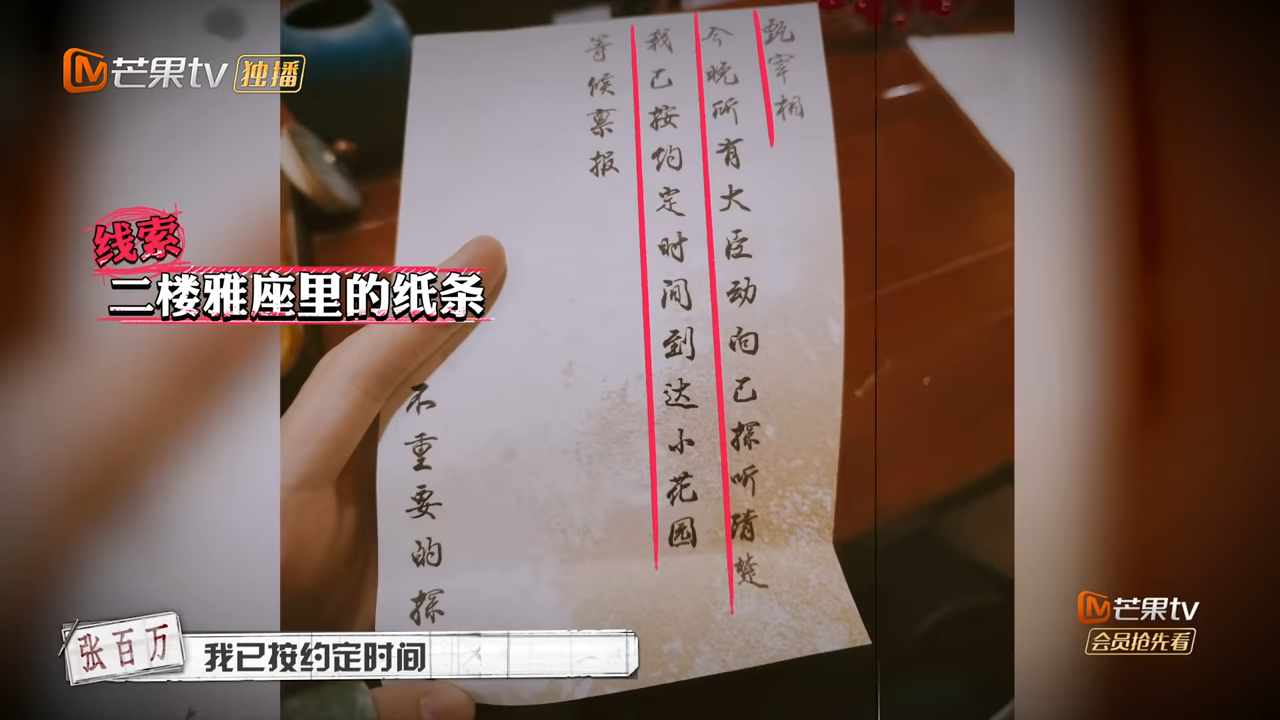 芒果tv 独播
线索
二楼雅座里的纸条
甄宰相
今晚所有大臣动向已探听清楚
我已按约定时间到达小花园
等候禀报
不重要的探
张百万
我已按约定时间
芒果tv
会员抢先看